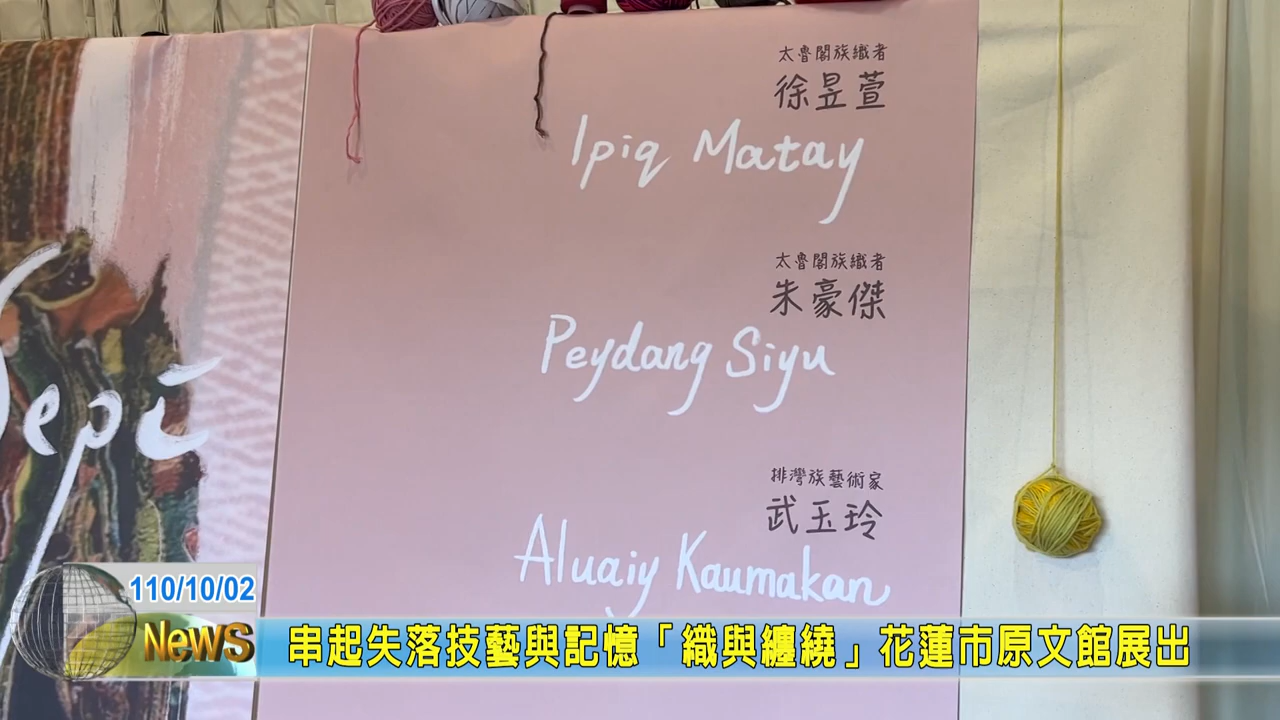 太魯閣族織者
徐昱萱
Ipiq Matay
太魯閣族織者
朱豪傑
Peydang Siyu
排灣族藝術家
武玉玲
Aluaiy Kaumakan
110/10/02
News
串起失落技藝與記憶「織與纏繞」花蓮市原文館展出